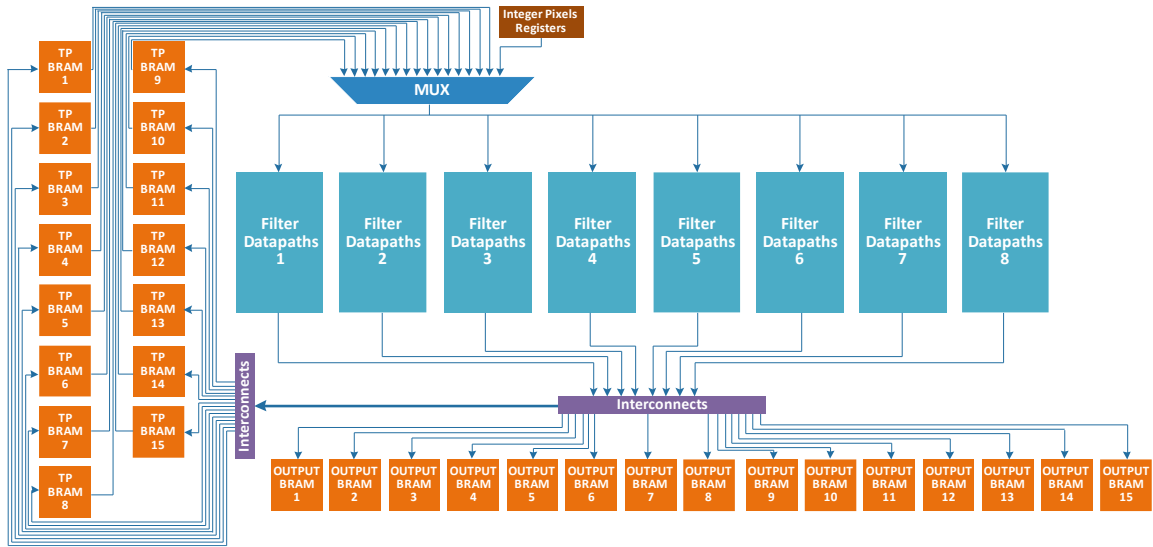 Integer Pixels
Registers
MUX
TP
BRAM
1
TP
BRAM
2
TP
BRAM
3
TP
BRAM
4
TP
BRAM
5
TP
BRAM
6
TP
BRAM
7
TP
BRAM
8
TP
BRAM
9
TP
BRAM
10
TP
BRAM
11
TP
BRAM
12
TP
BRAM
13
TP
BRAM
14
TP
BRAM
15
Filter
Datapaths
1
Filter
Datapaths
2
Filter
Datapaths
3
Filter
Datapaths
4
Filter
Datapaths
5
Filter
Datapaths
6
Filter
Datapaths
7
Filter
Datapaths
8
Interconnects
Interconnects
OUTPUT
BRAM
1
OUTPUT
BRAM
2
OUTPUT
BRAM
3
OUTPUT
BRAM
4
OUTPUT
BRAM
5
OUTPUT
BRAM
6
OUTPUT
BRAM
7
OUTPUT
BRAM
8
OUTPUT
BRAM
9
OUTPUT
BRAM
10
OUTPUT
BRAM
11
OUTPUT
BRAM
12
OUTPUT
BRAM
13
OUTPUT
BRAM
14
OUTPUT
BRAM
15